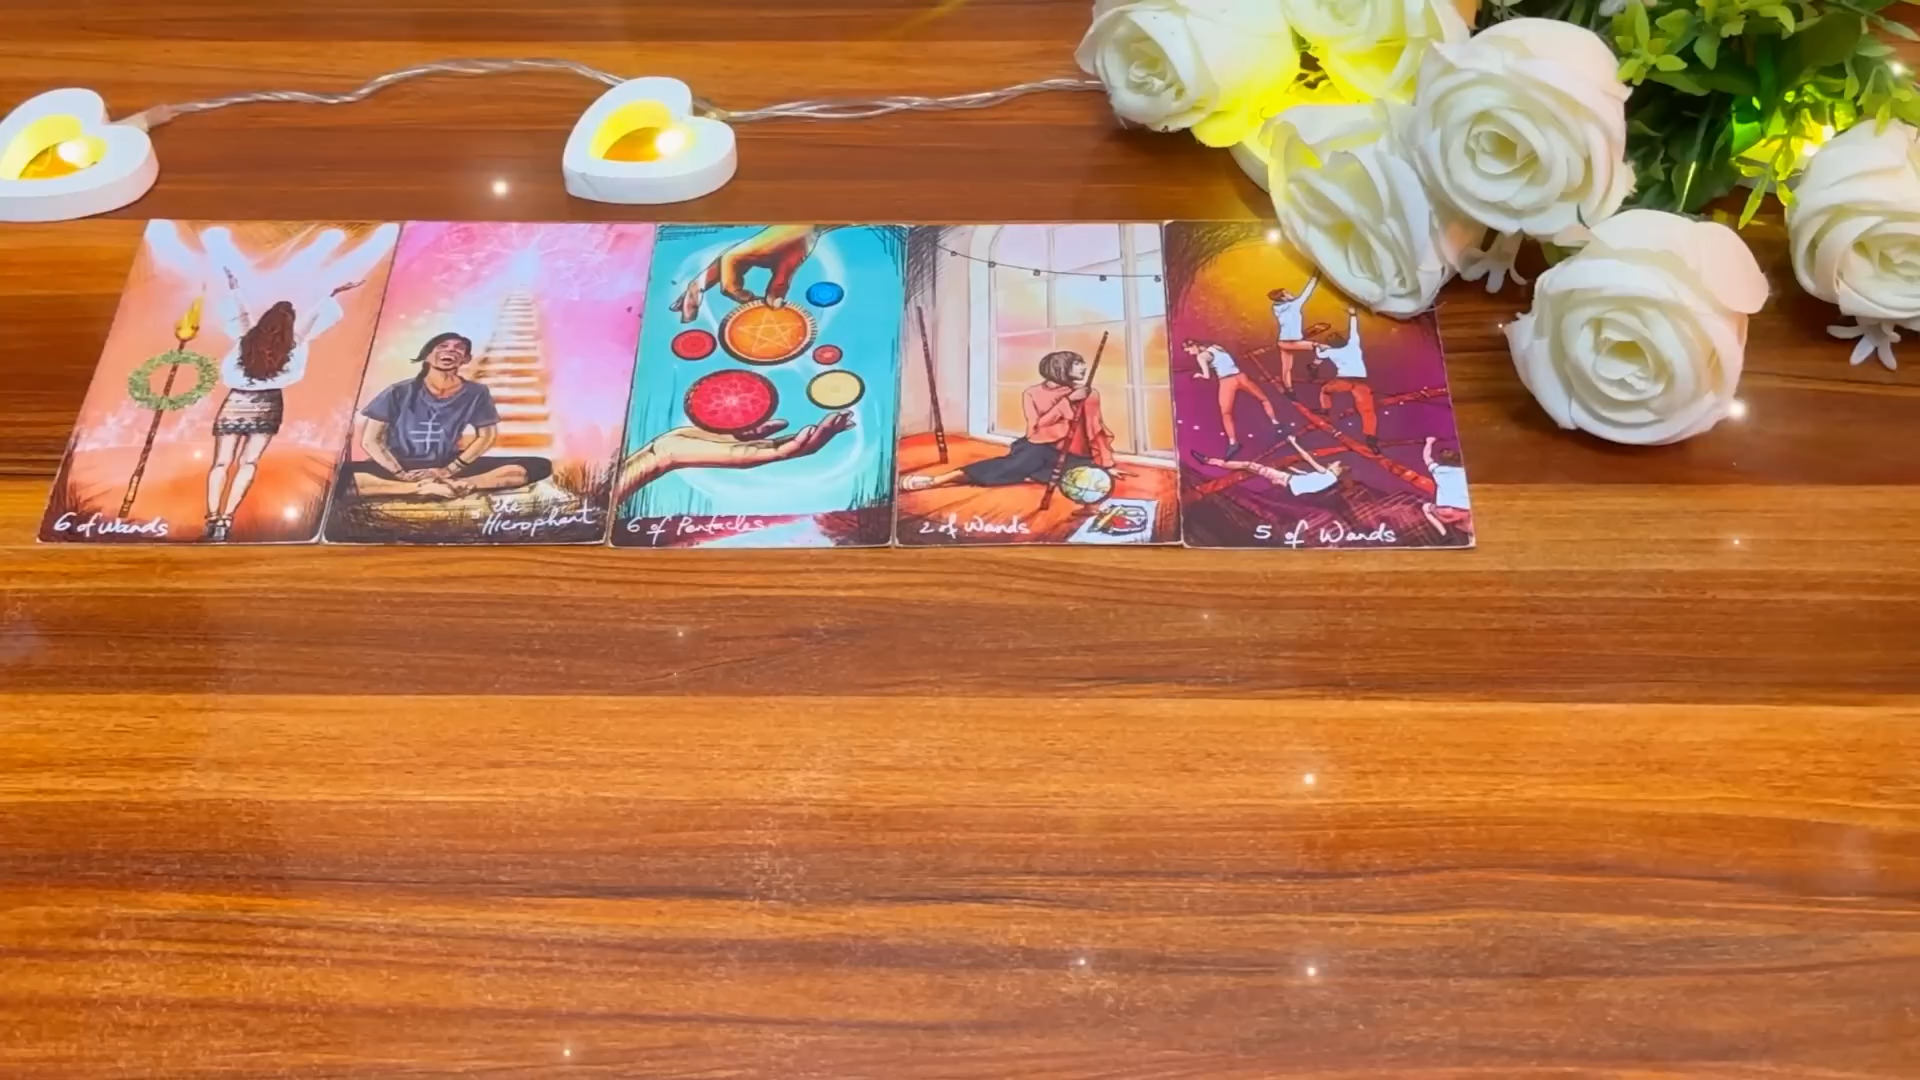 6 of Wands
the
Hierophant
6 of Pentacles
2 of Wands
5 of Wands